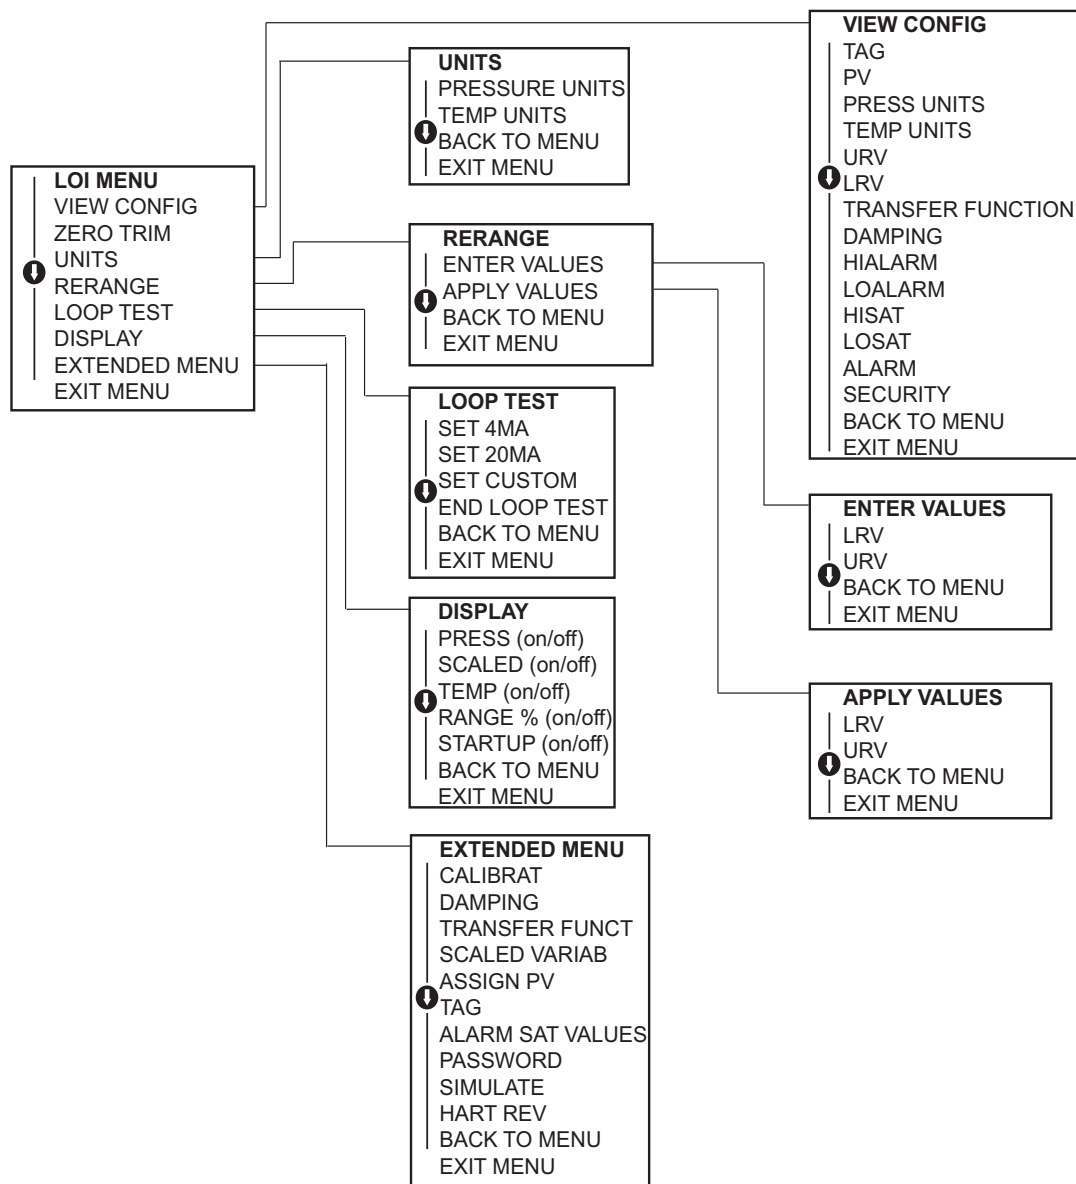 LOI MENU
VIEW CONFIG
ZERO TRIM
UNITS
RERANGE
LOOP TEST
DISPLAY
EXTENDED MENU
EXIT MENU
UNITS
PRESSURE UNITS
TEMP UNITS
BACK TO MENU
EXIT MENU
RERANGE
ENTER VALUES
APPLY VALUES
BACK TO MENU
EXIT MENU
LOOP TEST
SET 4MA
SET 20MA
SET CUSTOM
END LOOP TEST
BACK TO MENU
EXIT MENU
DISPLAY
PRESS (on/off)
SCALED (on/off)
TEMP (on/off)
RANGE % (on/off)
STARTUP (on/off)
BACK TO MENU
EXIT MENU
EXTENDED MENU
CALIBRAT
DAMPING
TRANSFER FUNCT
SCALED VARIAB
ASSIGN PV
TAG
ALARM SAT VALUES
PASSWORD
SIMULATE
HART REV
BACK TO MENU
EXIT MENU
VIEW CONFIG
TAG
PV
PRESS UNITS
TEMP UNITS
URV
LRV
TRANSFER FUNCTION
DAMPING
HIALARM
LOALARM
HISAT
LOSAT
ALARM
SECURITY
BACK TO MENU
EXIT MENU
ENTER VALUES
LRV
URV
BACK TO MENU
EXIT MENU
APPLY VALUES
LRV
URV
BACK TO MENU
EXIT MENU